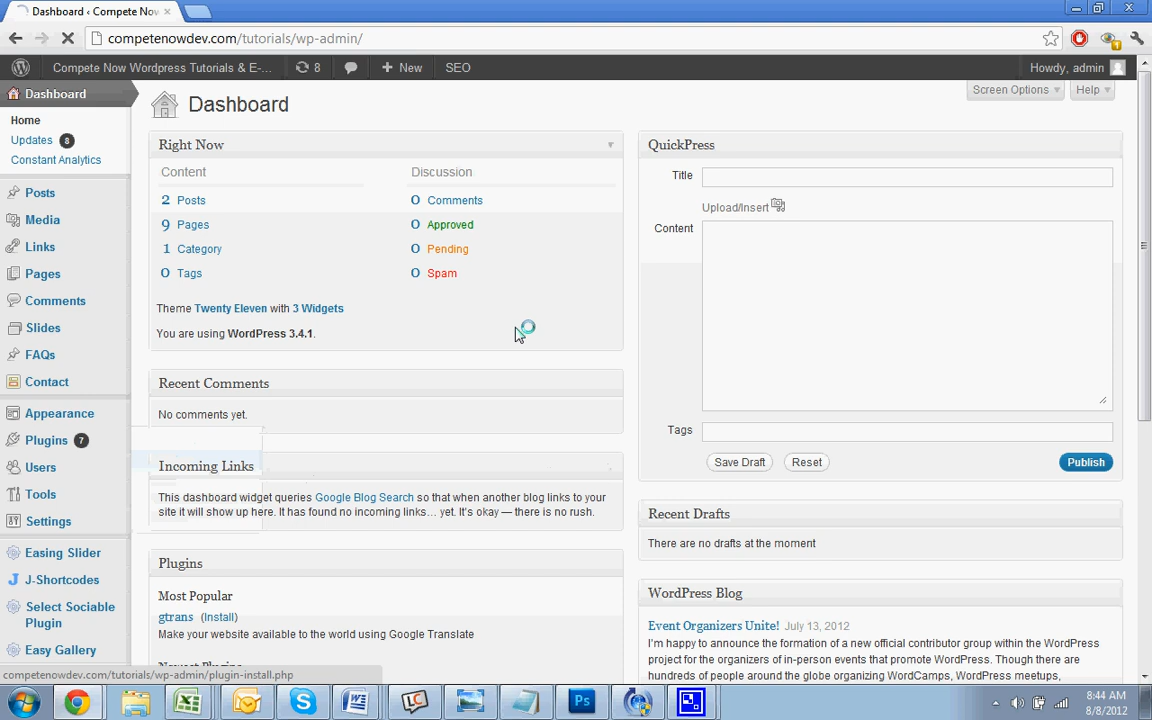 Dashboard ‹ Compete Now
competenowdev.com/tutorials/wp-admin/
Compete Now Wordpress Tutorials & E-... 8 New SEO Howdy, admin
Dashboard
Home
Updates 8
Constant Analytics
Posts
Media
Links
Pages
Comments
Slides
FAQs
Contact
Appearance
Plugins 7
Users
Tools
Settings
Easing Slider
J-Shortcodes
Select Sociable
Plugin
Easy Gallery
Dashboard
Screen Options
Help
Right Now
Content Discussion
2 Posts 0 Comments
9 Pages 0 Approved
1 Category 0 Pending
0 Tags 0 Spam
Theme Twenty Eleven with 3 Widgets
You are using WordPress 3.4.1.
Recent Comments
No comments yet.
Incoming Links
This dashboard widget queries Google Blog Search so that when another blog links to your
site it will show up here. It has found no incoming links… yet. It's okay — there is no rush.
Plugins
Most Popular
gtrans (Install)
Make your website available to the world using Google Translate
Newest Plugins
QuickPress
Title
Upload/Insert
Content
Tags
Save Draft Reset Publish
Recent Drafts
There are no drafts at the moment
WordPress Blog
Event Organizers Unite! July 13, 2012
I'm happy to announce the formation of a new official contributor group within the WordPress
project for the organizers of in-person events that promote WordPress. Though there are
hundreds of people around the globe organizing WordCamps, WordPress meetups,
competenowdev.com/tutorials/wp-admin/plugin-install.php
8:44 AM
8/8/2012